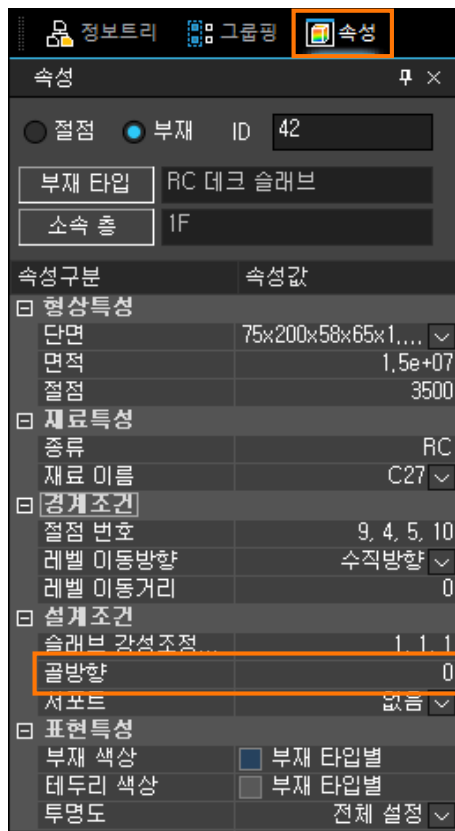 정보트리 그룹핑 속성
속성
절점 부재 ID 42
부재 타입 RC 데크 슬래브
소속 층 1F
속성구분 속성값
형상특성
단면 75x200x58x65x1,...
면적 1,5e+07
절점 3500
재료특성
종류 RC
재료 이름 C27
경계조건
절점 번호 9, 4, 5, 10
레벨 이동방향 수직방향
레벨 이동거리 0
설계조건
슬래브 강성조정... 1, 1, 1
골방향 0
서포트 없음
표현특성
부재 색상 부재 타입별
테두리 색상 부재 타입별
투명도 전체 설정